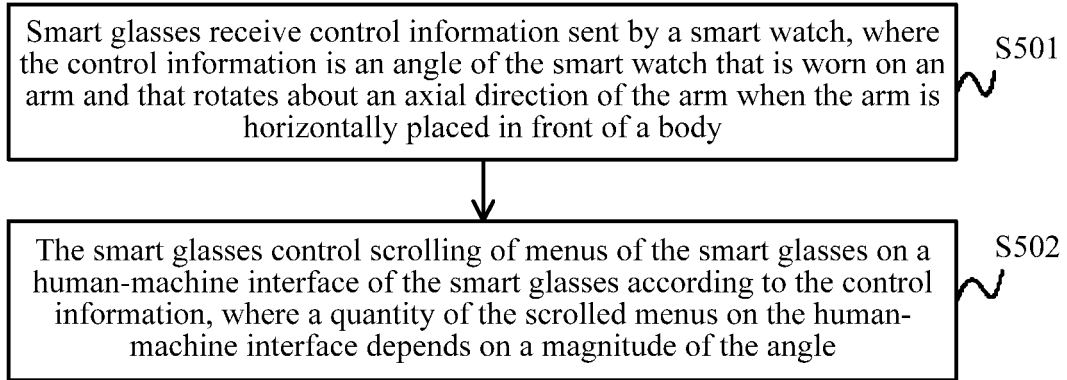 Smart glasses receive control information sent by a smart watch, where
the control information is an angle of the smart watch that is worn on an
arm and that rotates about an axial direction of the arm when the arm is
horizontally placed in front of a body
S501
The smart glasses control scrolling of menus of the smart glasses on a
human-machine interface of the smart glasses according to the control
information, where a quantity of the scrolled menus on the human-
machine interface depends on a magnitude of the angle
S502